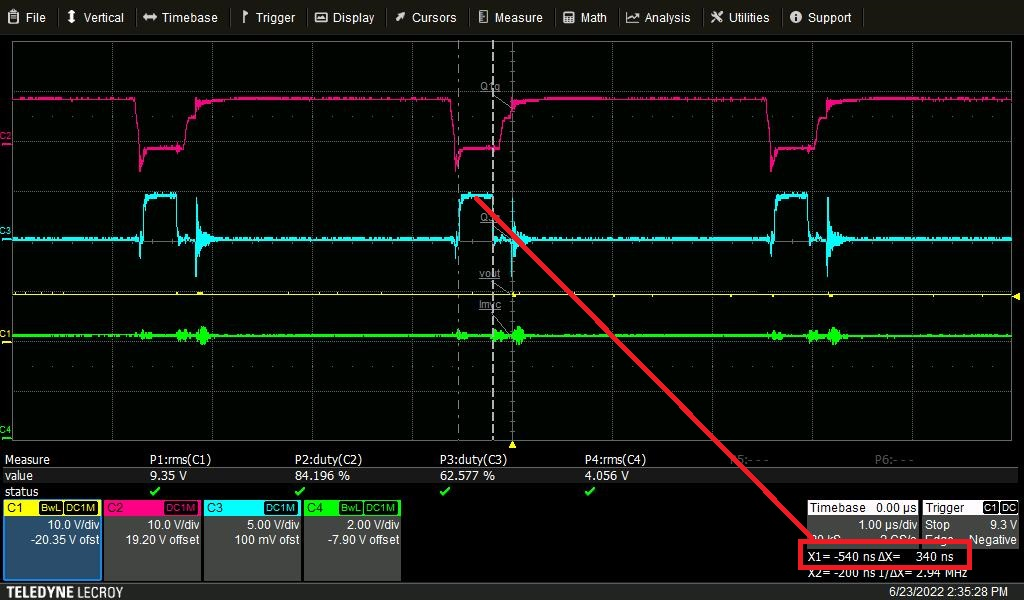 File Vertical Timebase Trigger Display Cursors Measure Math Analysis Utilities Support
C2
C3
vout
C1
C4
Measure P1:rms(C1) P2:duty(C2) P3:duty(C3) P4:rms(C4) P5:--- P6:---
value 9.35 V 84.196 % 62.577 % 4.056 V
status
C1 BwL DC1M C2 DC1M C3 DC1M C4 BwL DC1M Timebase 0.00 µs Trigger C1 DC
10.0 V/div 10.0 V/div 5.00 V/div 2.00 V/div 1.00 µs/div Stop 9.3 V
-20.35 V ofst 19.20 V offset 100 mV ofst -7.90 V offset Edge Negative
X1= -540 ns ΔX= 340 ns
X2= -200 ns 1/ΔX= 2.94 MHz
TELEDYNE LECROY 6/23/2022 2:35:28 PM